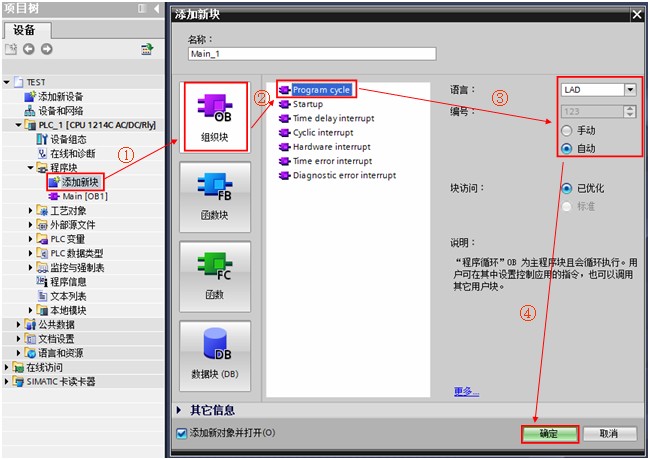 项目树
设备
TEST
添加新设备
设备和网络
PLC_1 [CPU 1214C AC/DC/Rly]
设备组态
在线和诊断
程序块
添加新块
Main [OB1]
工艺对象
外部源文件
PLC 变量
PLC 数据类型
监控与强制表
程序信息
文本列表
本地模块
公共数据
文档设置
语言和资源
在线访问
SIMATIC 卡读卡器
①
添加新块
名称：
Main_1
OB
组织块
FB
函数块
FC
函数
DB
数据块 (DB)
②
Program cycle
Startup
Time delay interrupt
Cyclic interrupt
Hardware interrupt
Time error interrupt
Diagnostic error interrupt
③
语言：
LAD
编号：
123
手动
自动
块访问：
已优化
标准
说明：
“程序循环”OB 为主程序块且会循环执行。用
户可在其中设置控制应用的指令，也可以调用
其它用户块。
④
更多...
其它信息
添加新对象并打开(O)
确定
取消